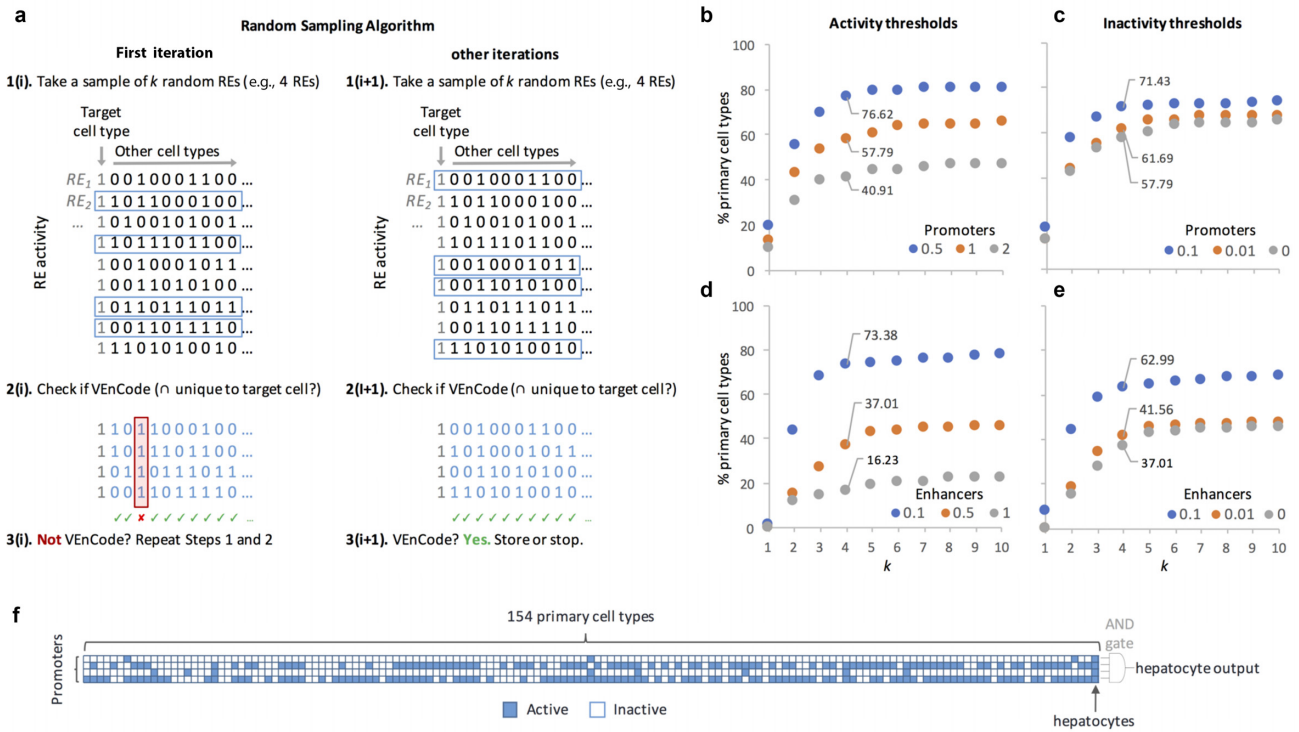 a
Random Sampling Algorithm
First iteration
1(i). Take a sample of k random REs (e.g., 4 REs)
Target
cell type
Other cell types
RE activity
RE1 1 0 0 1 0 0 0 1 1 0 0 ...
RE2 1 1 0 1 1 0 0 0 1 0 0 ...
... 1 0 1 0 0 1 0 1 0 0 1 ...
1 1 0 1 1 1 0 1 1 0 0 ...
1 0 0 1 0 0 0 1 0 1 1
1 0 0 1 1 0 1 0 1 0 0
1 0 1 1 0 1 1 1 0 1 1 ...
1 0 0 1 1 0 1 1 1 1 0 ...
1 1 1 0 1 0 1 0 0 1 0 ...
2(i). Check if VEnCode (∩ unique to target cell?)
1 1 0 1 1 0 0 0 1 0 0 ...
1 1 0 1 1 1 0 1 1 0 0 ...
1 0 1 1 0 1 1 1 0 1 1 ...
1 0 0 1 1 0 1 1 1 1 0 ...
✓ ✓ ✗ ✓ ✓ ✓ ✓ ✓ ✓ ✓ ...
3(i). Not VEnCode? Repeat Steps 1 and 2
other iterations
1(i+1). Take a sample of k random REs (e.g., 4 REs)
Target
cell type
Other cell types
RE activity
RE1 1 0 0 1 0 0 0 1 1 0 0 ...
RE2 1 1 0 1 1 0 0 0 1 0 0 ...
... 1 0 1 0 0 1 0 1 0 0 1 ...
1 1 0 1 1 1 0 1 1 0 0 ...
1 0 0 1 0 0 0 1 0 1 1 ...
1 0 0 1 1 0 1 0 1 0 0 ...
1 0 1 1 0 1 1 1 0 1 1 ...
1 0 0 1 1 0 1 1 1 1 0 ...
1 1 1 0 1 0 1 0 0 1 0 ...
2(I+1). Check if VEnCode (∩ unique to target cell?)
1 0 0 1 0 0 0 1 1 0 0 ...
1 0 0 1 0 0 0 1 0 1 1 ...
1 0 0 1 1 0 1 0 1 0 0 ...
1 1 1 0 1 0 1 0 0 1 0 ...
✓ ✓ ✓ ✓ ✓ ✓ ✓ ✓ ✓ ✓ ...
3(i+1). VEnCode? Yes. Store or stop.
b
Activity thresholds
% primary cell types
100
80
60
40
20
0
76.62
57.79
40.91
Promoters
0.5 1 2
c
Inactivity thresholds
71.43
61.69
57.79
Promoters
0.1 0.01 0
d
% primary cell types
100
80
60
40
20
0
73.38
37.01
16.23
Enhancers
0.1 0.5 1
1 2 3 4 5 6 7 8 9 10
k
e
62.99
41.56
37.01
Enhancers
0.1 0.01 0
1 2 3 4 5 6 7 8 9 10
k
f
154 primary cell types
Promoters
AND
gate
hepatocyte output
Active Inactive
hepatocytes